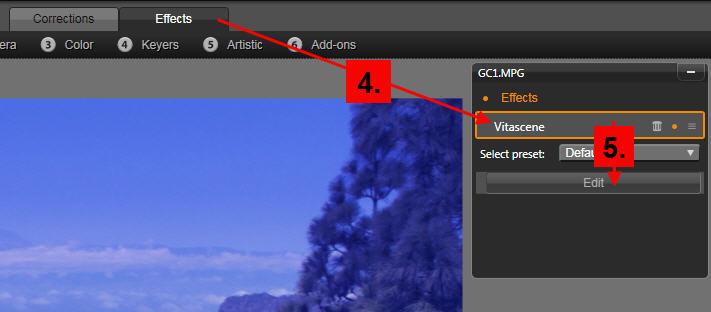 Corrections Effects
era 3 Color 4 Keyers 5 Artistic 6 Add-ons
GC1.MPG
4.
Effects
Vitascene
5.
Select preset:
Edit